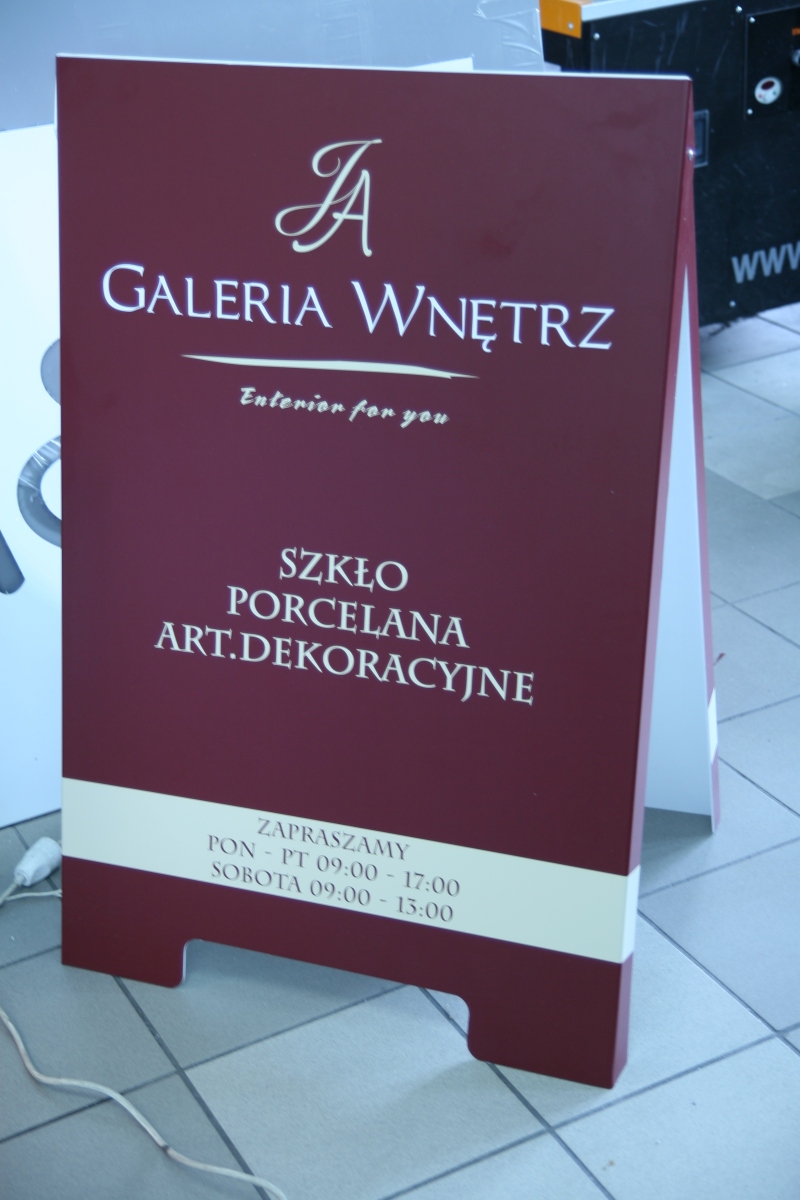 JA
GALERIA WNĘTRZ
Enterior for you
SZKŁO
PORCELANA
ART.DEKORACYJNE
ZAPRASZAMY
PON - PT 09:00 - 17:00
SOBOTA 09:00 - 13:00
www